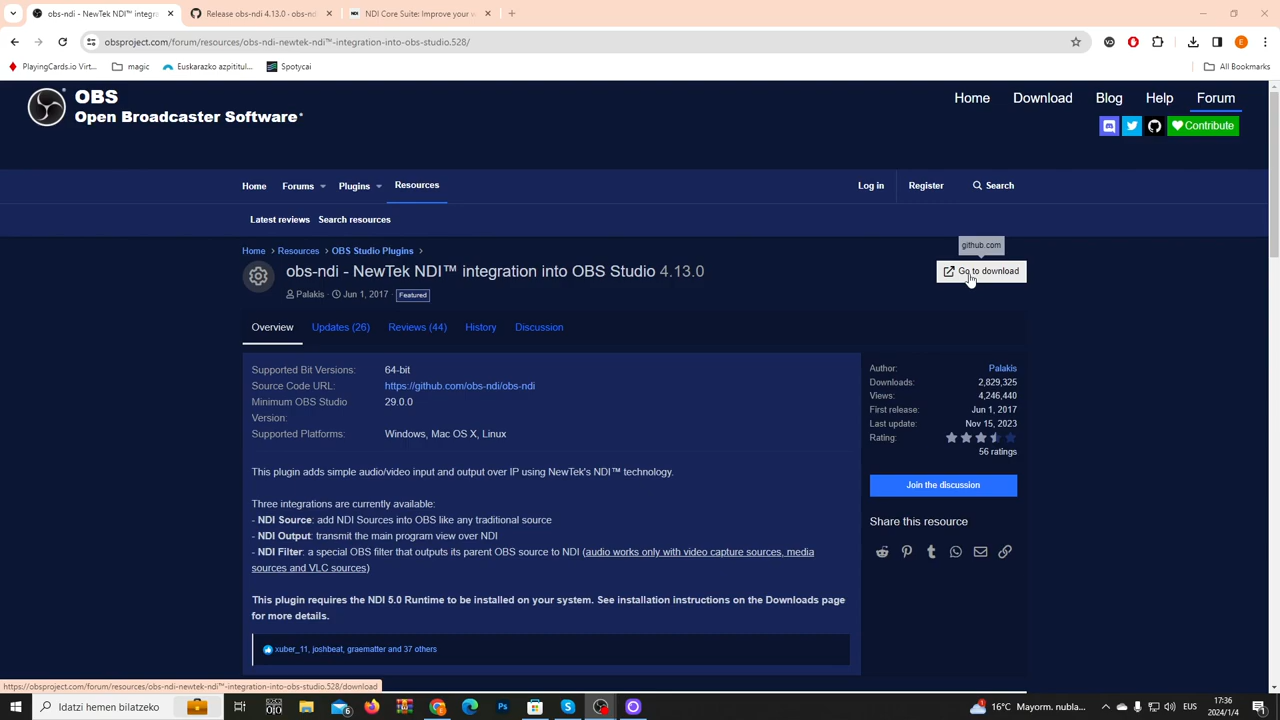 obs-ndi - NewTek NDI™ integra
Release obs-ndi 4.13.0 · obs-nd
NDI Core Suite: Improve your v
obsproject.com/forum/resources/obs-ndi-newtek-ndi™-integration-into-obs-studio.528/
PlayingCards.io Virt... magic Euskarazko azpititul... Spotycai All Bookmarks
OBS
Open Broadcaster Software
Home Download Blog Help Forum
Contribute
Home Forums Plugins Resources Log in Register Search
Latest reviews Search resources
Home > Resources > OBS Studio Plugins >
github.com
obs-ndi - NewTek NDI™ integration into OBS Studio 4.13.0
Go to download
Palakis Jun 1, 2017 Featured
Overview Updates (26) Reviews (44) History Discussion
Supported Bit Versions: 64-bit
Source Code URL: https://github.com/obs-ndi/obs-ndi
Minimum OBS Studio Version: 29.0.0
Supported Platforms: Windows, Mac OS X, Linux
This plugin adds simple audio/video input and output over IP using NewTek's NDI™ technology.
Three integrations are currently available:
- NDI Source: add NDI Sources into OBS like any traditional source
- NDI Output: transmit the main program view over NDI
- NDI Filter: a special OBS filter that outputs its parent OBS source to NDI (audio works only with video capture sources, media
sources and VLC sources)
This plugin requires the NDI 5.0 Runtime to be installed on your system. See installation instructions on the Downloads page
for more details.
xuber_11, joshbeat, graematter and 37 others
Author: Palakis
Downloads: 2,829,325
Views: 4,246,440
First release: Jun 1, 2017
Last update: Nov 15, 2023
Rating:
56 ratings
Join the discussion
Share this resource
https://obsproject.com/forum/resources/obs-ndi-newtek-ndi™-integration-into-obs-studio.528/download
Idatzi hemen bilatzeko
16°C Mayorm. nubla... EUS
17:36
2024/1/4